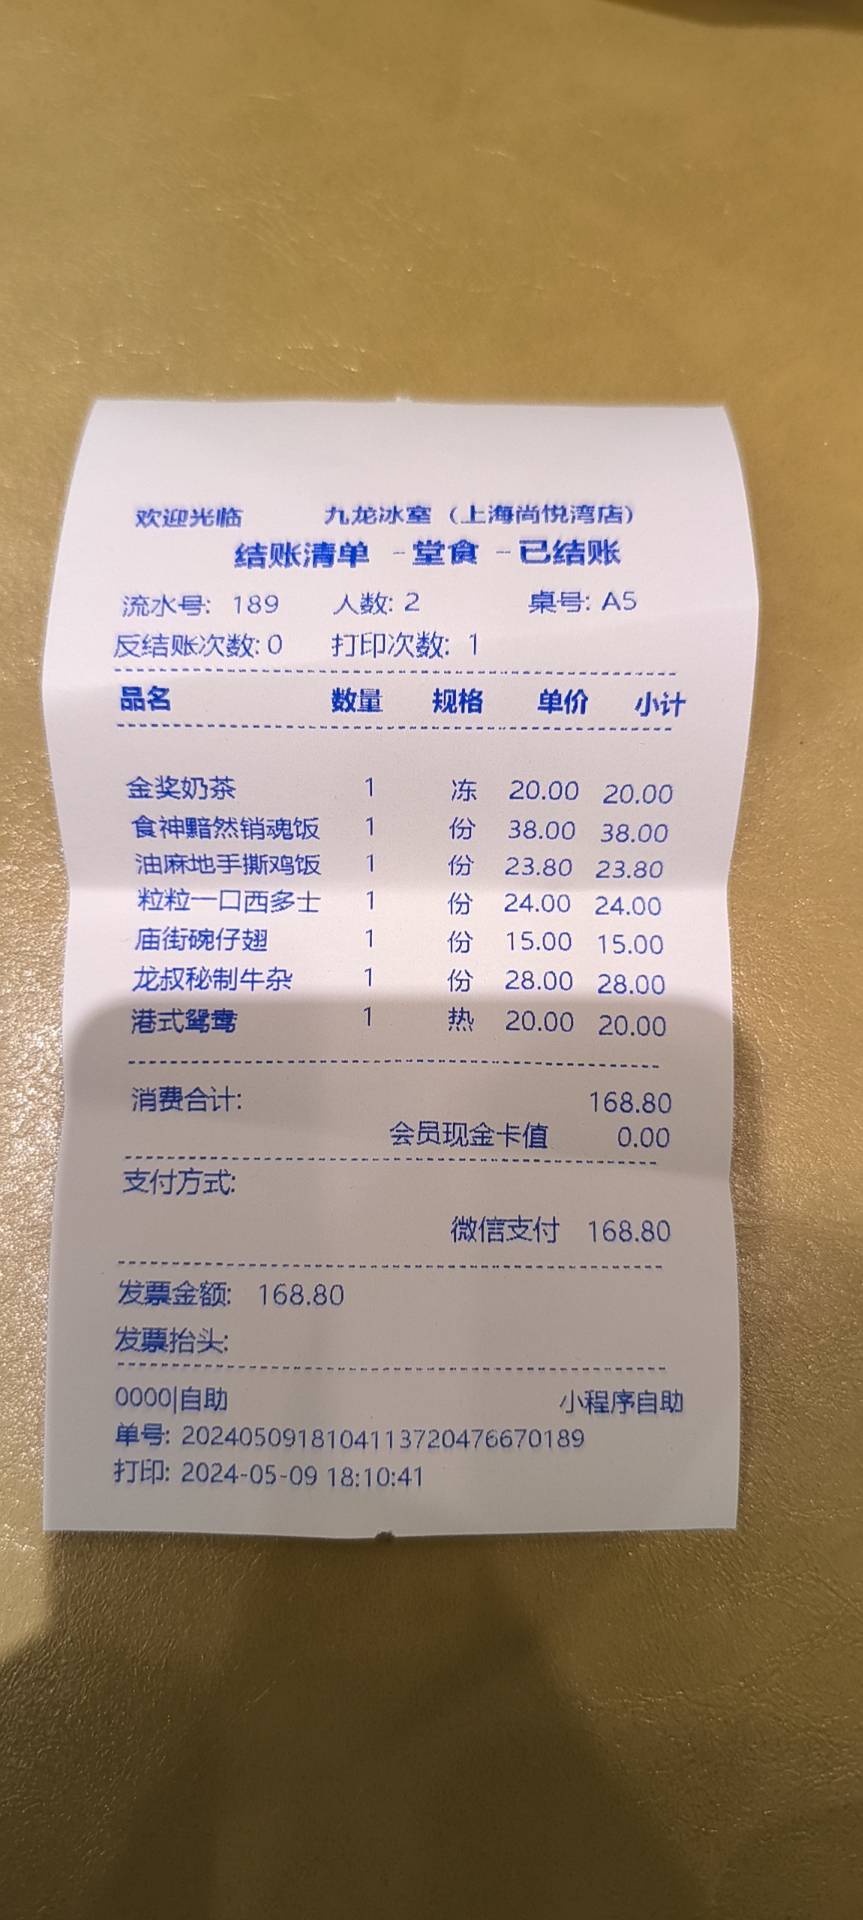 欢迎光临 九龙冰室（上海尚悦湾店）
结账清单 -堂食 -已结账
流水号: 189 人数: 2 桌号: A5
反结账次数: 0 打印次数: 1
品名 数量 规格 单价 小计
金奖奶茶 1 冻 20.00 20.00
食神黯然销魂饭 1 份 38.00 38.00
油麻地手撕鸡饭 1 份 23.80 23.80
粒粒一口西多士 1 份 24.00 24.00
庙街碗仔翅 1 份 15.00 15.00
龙叔秘制牛杂 1 份 28.00 28.00
港式鸳鸯 1 热 20.00 20.00
消费合计: 168.80
会员现金卡值 0.00
支付方式:
微信支付 168.80
发票金额: 168.80
发票抬头:
0000|自助 小程序自助
单号: 2024050918104113720476670189
打印: 2024-05-09 18:10:41